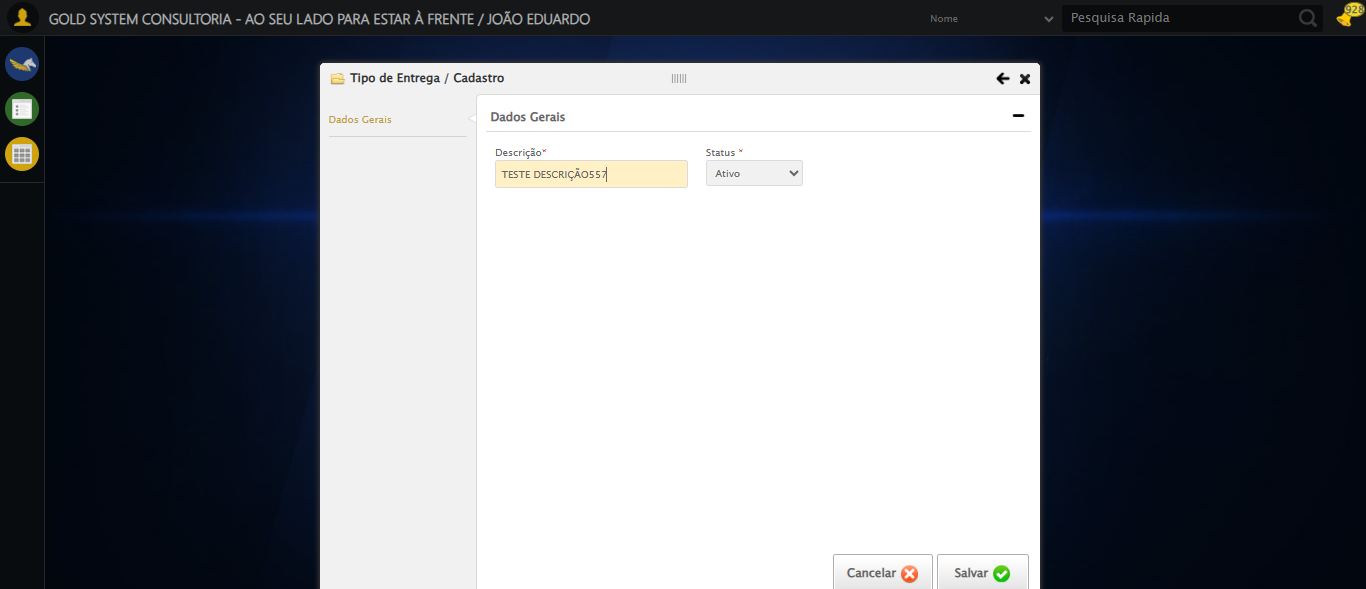 GOLD SYSTEM CONSULTORIA - AO SEU LADO PARA ESTAR À FRENTE / JOÃO EDUARDO
Nome
Pesquisa Rapida
928
Tipo de Entrega / Cadastro
Dados Gerais
Dados Gerais
Descrição*
Status *
TESTE DESCRIÇÃO557
Ativo
Cancelar
Salvar